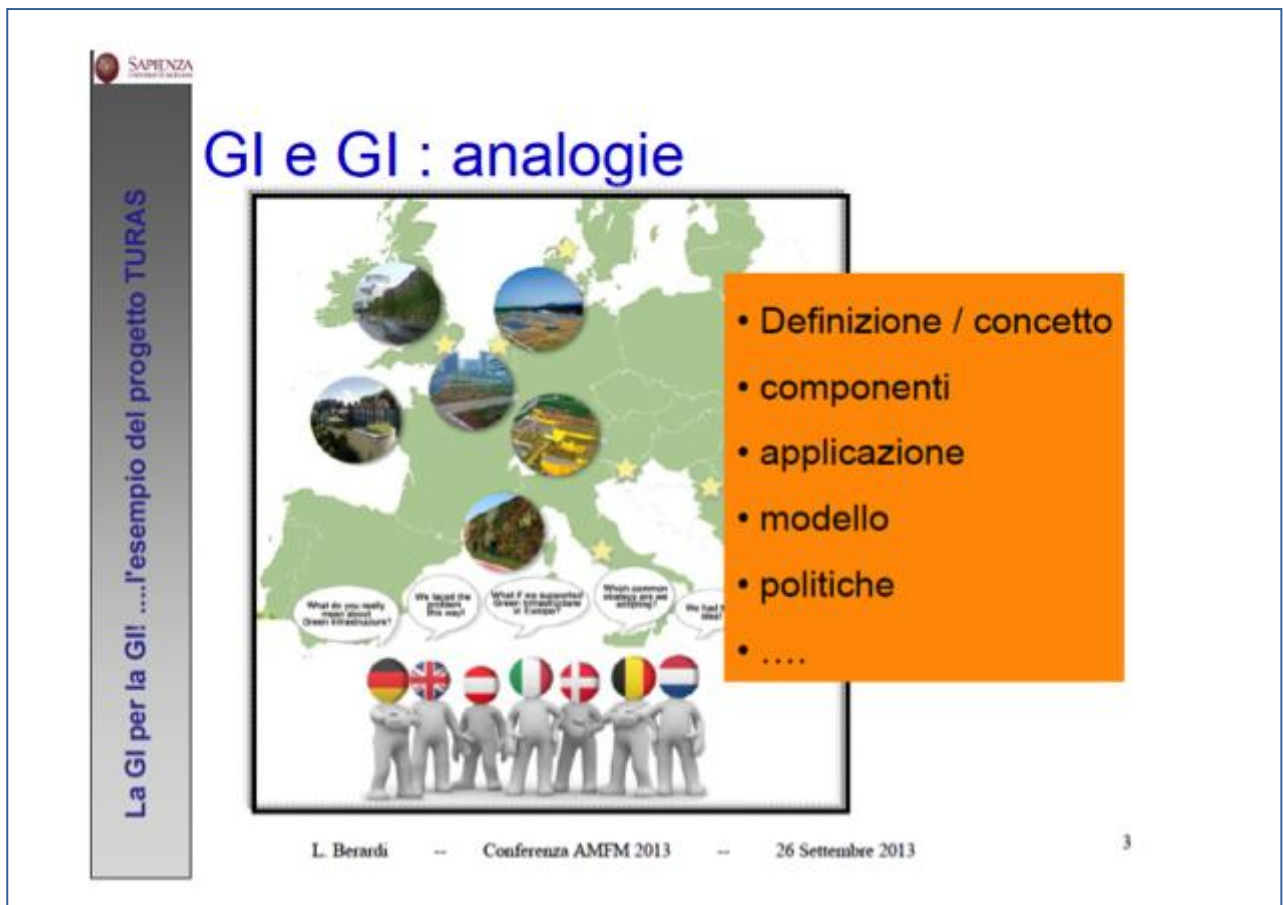 SAPIENZA
GI e GI : analogie
La GI per la GI! ....l'esempio del progetto TURAS
• Definizione / concetto
• componenti
• applicazione
• modello
• politiche
• ....
What do you really
mean about
Green Infrastructure?
We faced the
problem
this way!
What if we supported
Green Infrastructure
in Europe?
Which common
strategy are we
adopting?
We had
L. Berardi -- Conferenza AMFM 2013 -- 26 Settembre 2013
3